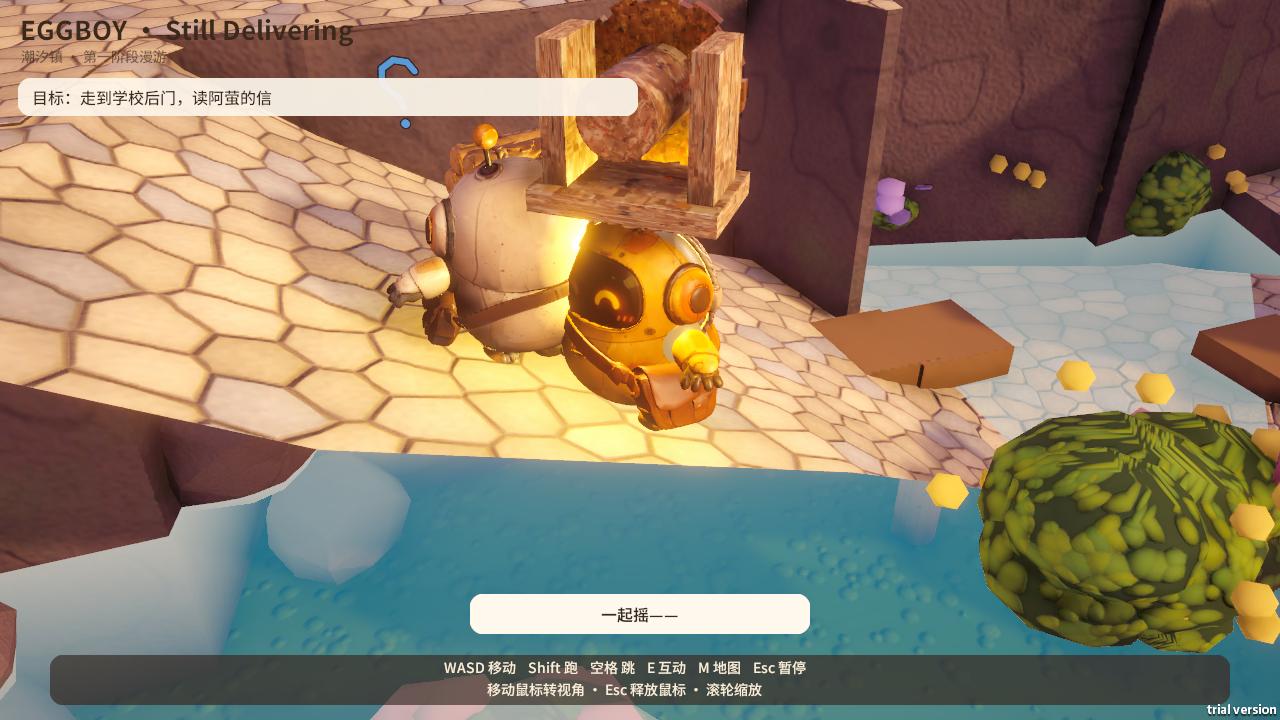 EGGBOY · Still Delivering
潮汐镇 · 第一阶段漫游
目标：走到学校后门，读阿萤的信
一起摇——
WASD 移动 Shift 跑 空格 跳 E 互动 M 地图 Esc 暂停
移动鼠标转视角 · Esc 释放鼠标 · 滚轮缩放
trial version